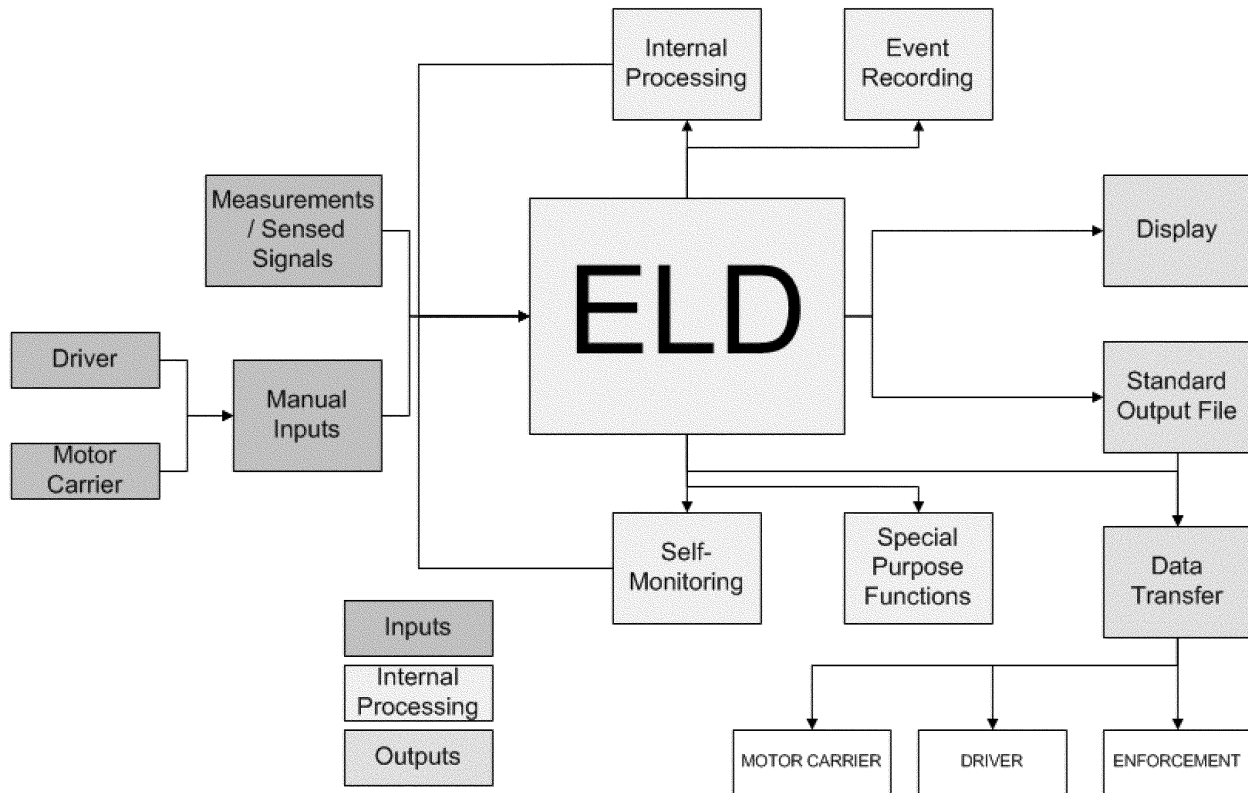 Internal
Processing
Event
Recording
Measurements
/ Sensed
Signals
ELD
Display
Driver
Manual
Inputs
Motor
Carrier
Standard
Output File
Self-
Monitoring
Special
Purpose
Functions
Data
Transfer
Inputs
Internal
Processing
Outputs
MOTOR CARRIER
DRIVER
ENFORCEMENT